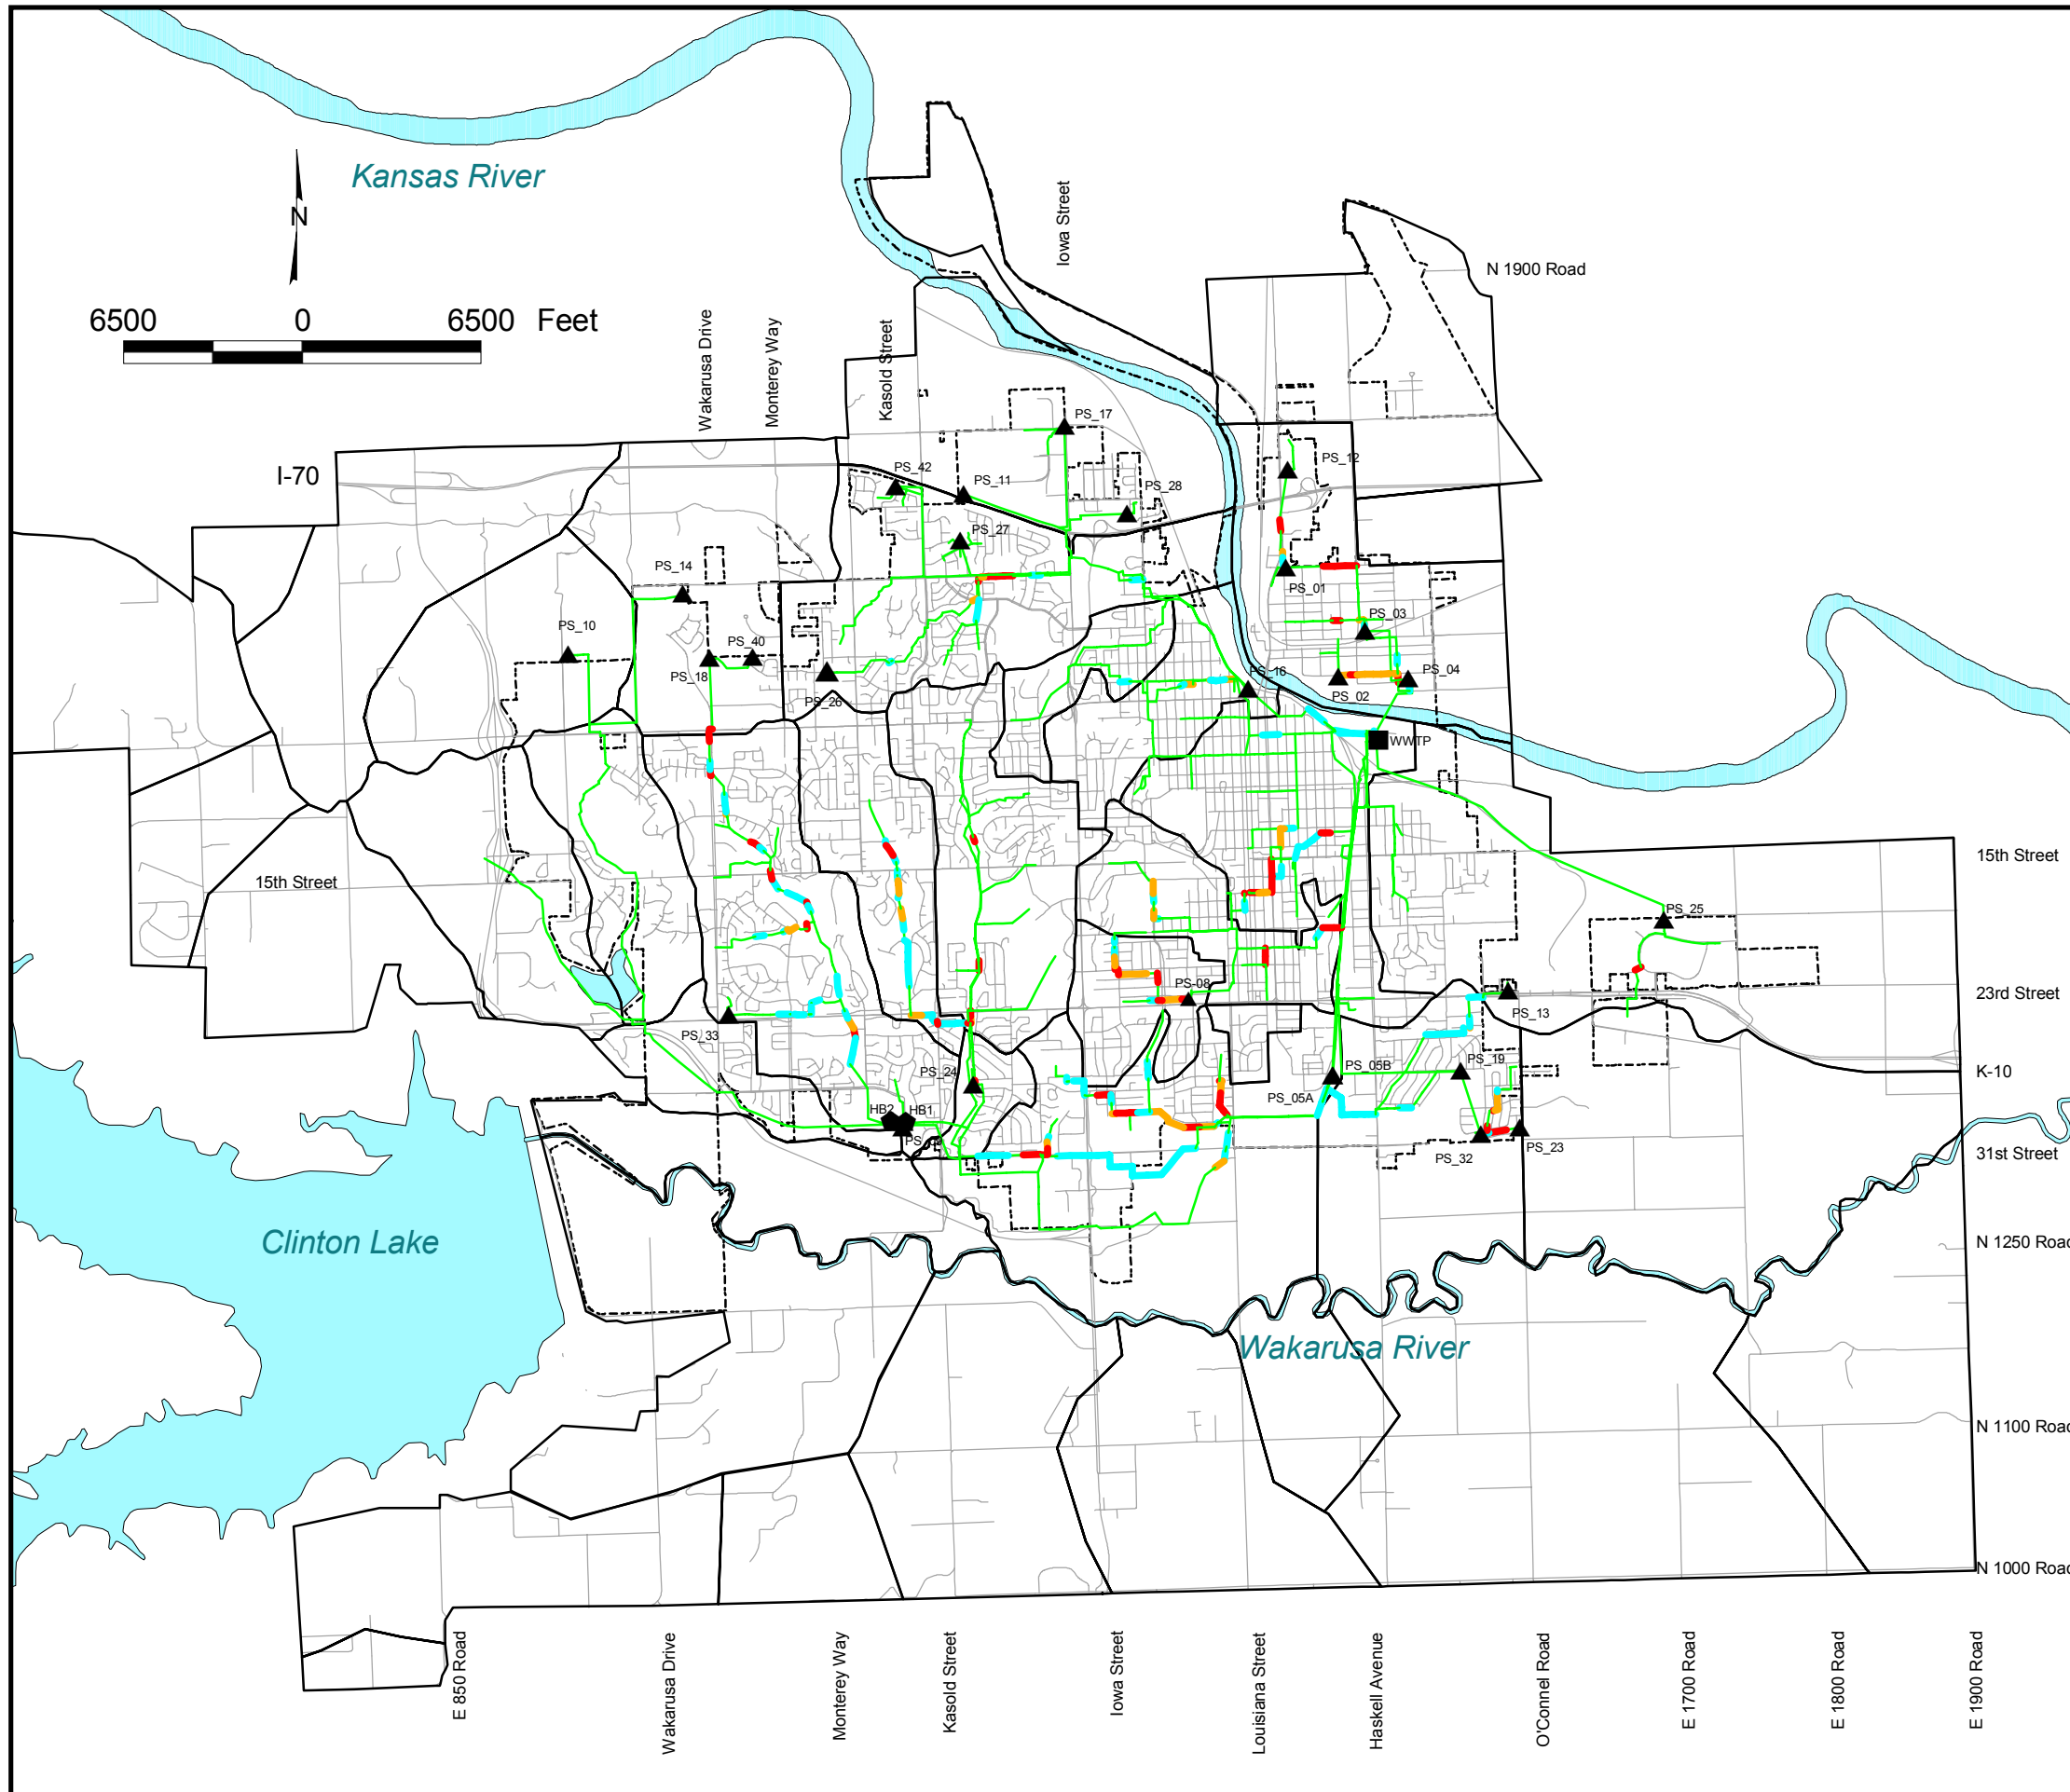 Kansas River
N
6500 0 6500 Feet
Wakarusa Drive
Monterey Way
Kasold Street
Iowa Street
N 1900 Road
I-70
PS_17
PS_42
PS_11
PS_28
PS_12
PS_27
PS_14
PS_01
PS_10
PS_40
PS_03
PS_18
PS_26
PS_16
PS_02
PS_04
WWTP
15th Street
15th Street
PS_25
PS-08
23rd Street
PS_13
PS_33
PS_24
PS_05B
PS_19
K-10
PS_05A
HB2
HB1
PS_32
PS_23
31st Street
Clinton Lake
N 1250 Road
Wakarusa River
N 1100 Road
N 1000 Road
E 850 Road
Wakarusa Drive
Monterey Way
Kasold Street
Iowa Street
Louisiana Street
Haskell Avenue
O'Connel Road
E 1700 Road
E 1800 Road
E 1900 Road